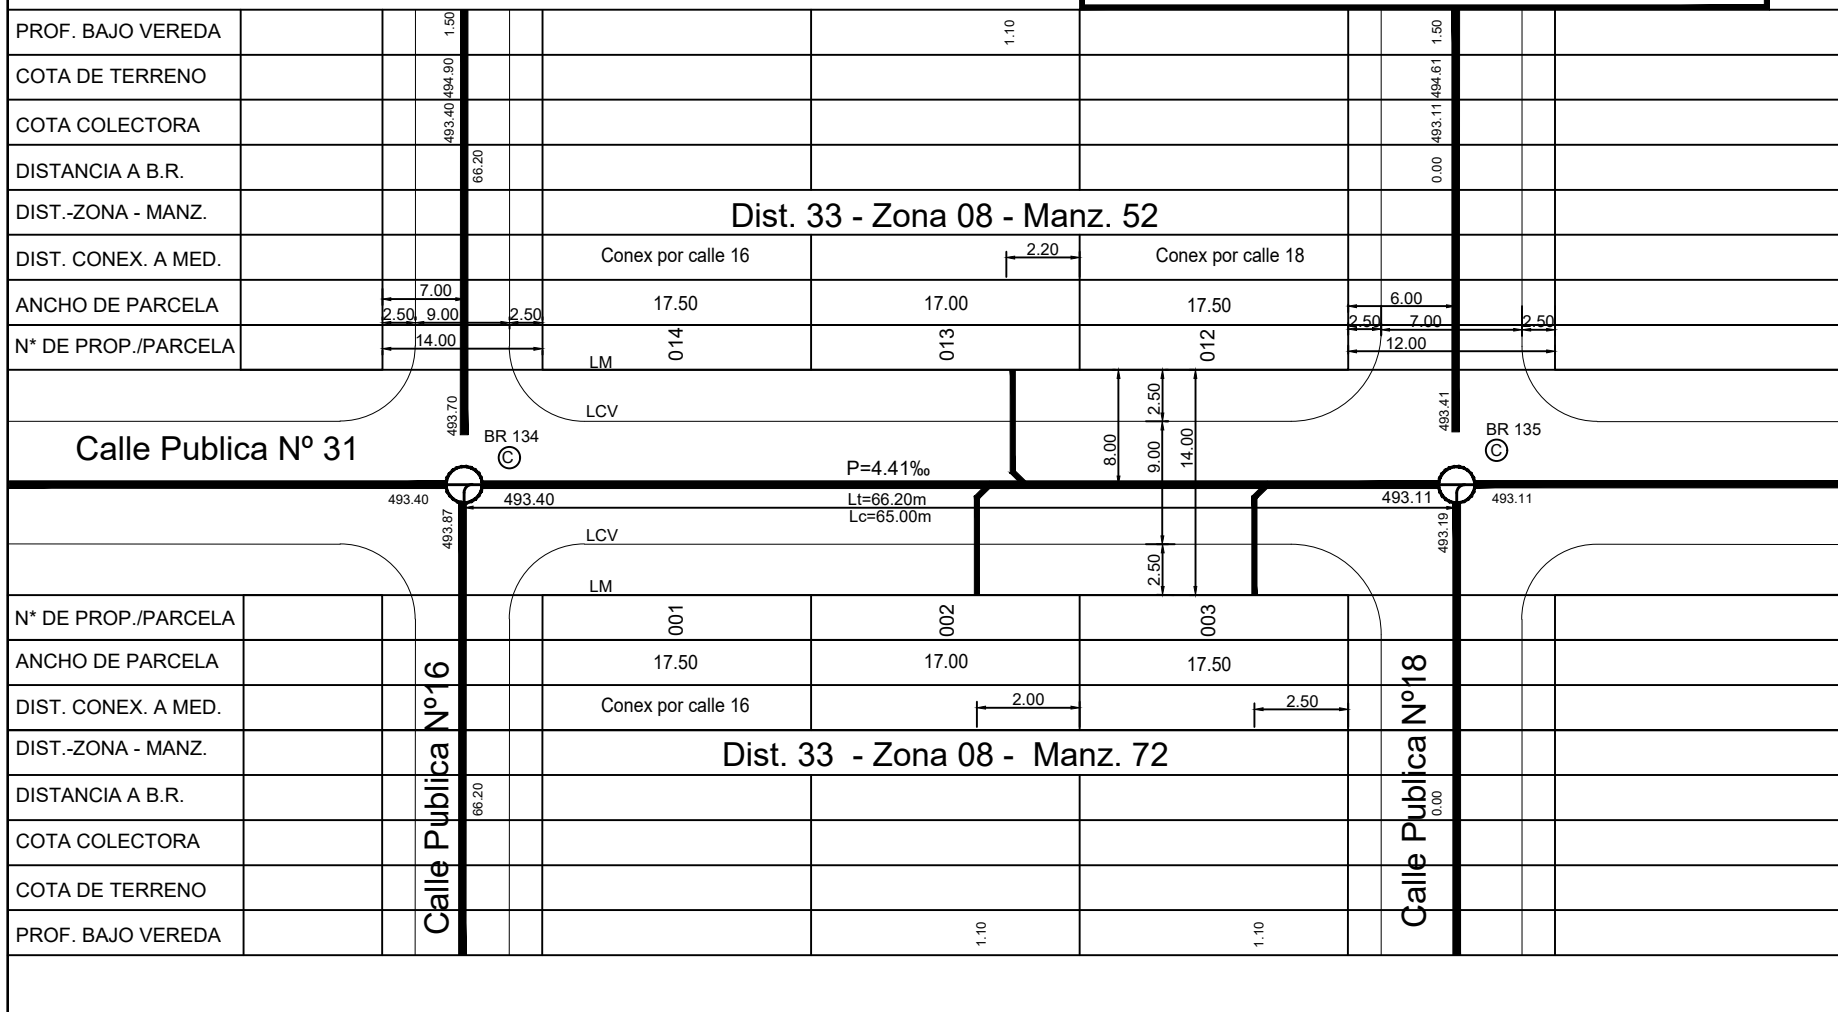 PROF. BAJO VEREDA 1.50 1.10 1.50
COTA DE TERRENO 494.90 494.61
COTA COLECTORA 493.40 493.11
DISTANCIA A B.R. 66.20 0.00
DIST.-ZONA - MANZ. Dist. 33 - Zona 08 - Manz. 52
DIST. CONEX. A MED. Conex por calle 16 2.20 Conex por calle 18
7.00 6.00
ANCHO DE PARCELA 17.50 17.00 17.50
2.50 9.00 2.50 2.50 7.00 2.50
N* DE PROP./PARCELA 14.00 014 013 012 12.00
LM
493.70 LCV 2.50 493.41
Calle Publica Nº 31 BR 134 C 8.00 9.00 14.00 BR 135 C
P=4.41‰
493.40 493.40 Lt=66.20m 493.11 493.11
Lc=65.00m
493.87 LCV 493.19
LM 2.50
N* DE PROP./PARCELA 001 002 003
ANCHO DE PARCELA 17.50 17.00 17.50
DIST. CONEX. A MED. Conex por calle 16 2.00 2.50
Calle Publica Nº16
Calle Publica Nº18
DIST.-ZONA - MANZ. Dist. 33 - Zona 08 - Manz. 72
DISTANCIA A B.R. 66.20 0.00
COTA COLECTORA
COTA DE TERRENO
PROF. BAJO VEREDA 1.10 1.10